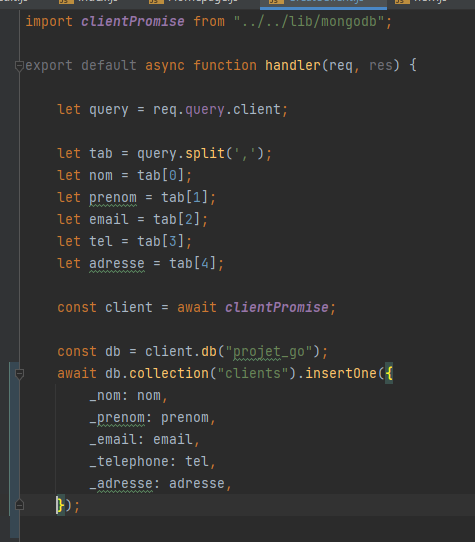 import clientPromise from "../../lib/mongodb";
export default async function handler(req, res) {
let query = req.query.client;
let tab = query.split(',');
let nom = tab[0];
let prenom = tab[1];
let email = tab[2];
let tel = tab[3];
let adresse = tab[4];
const client = await clientPromise;
const db = client.db("projet_go");
await db.collection("clients").insertOne({
_nom: nom,
_prenom: prenom,
_email: email,
_telephone: tel,
_adresse: adresse,
});